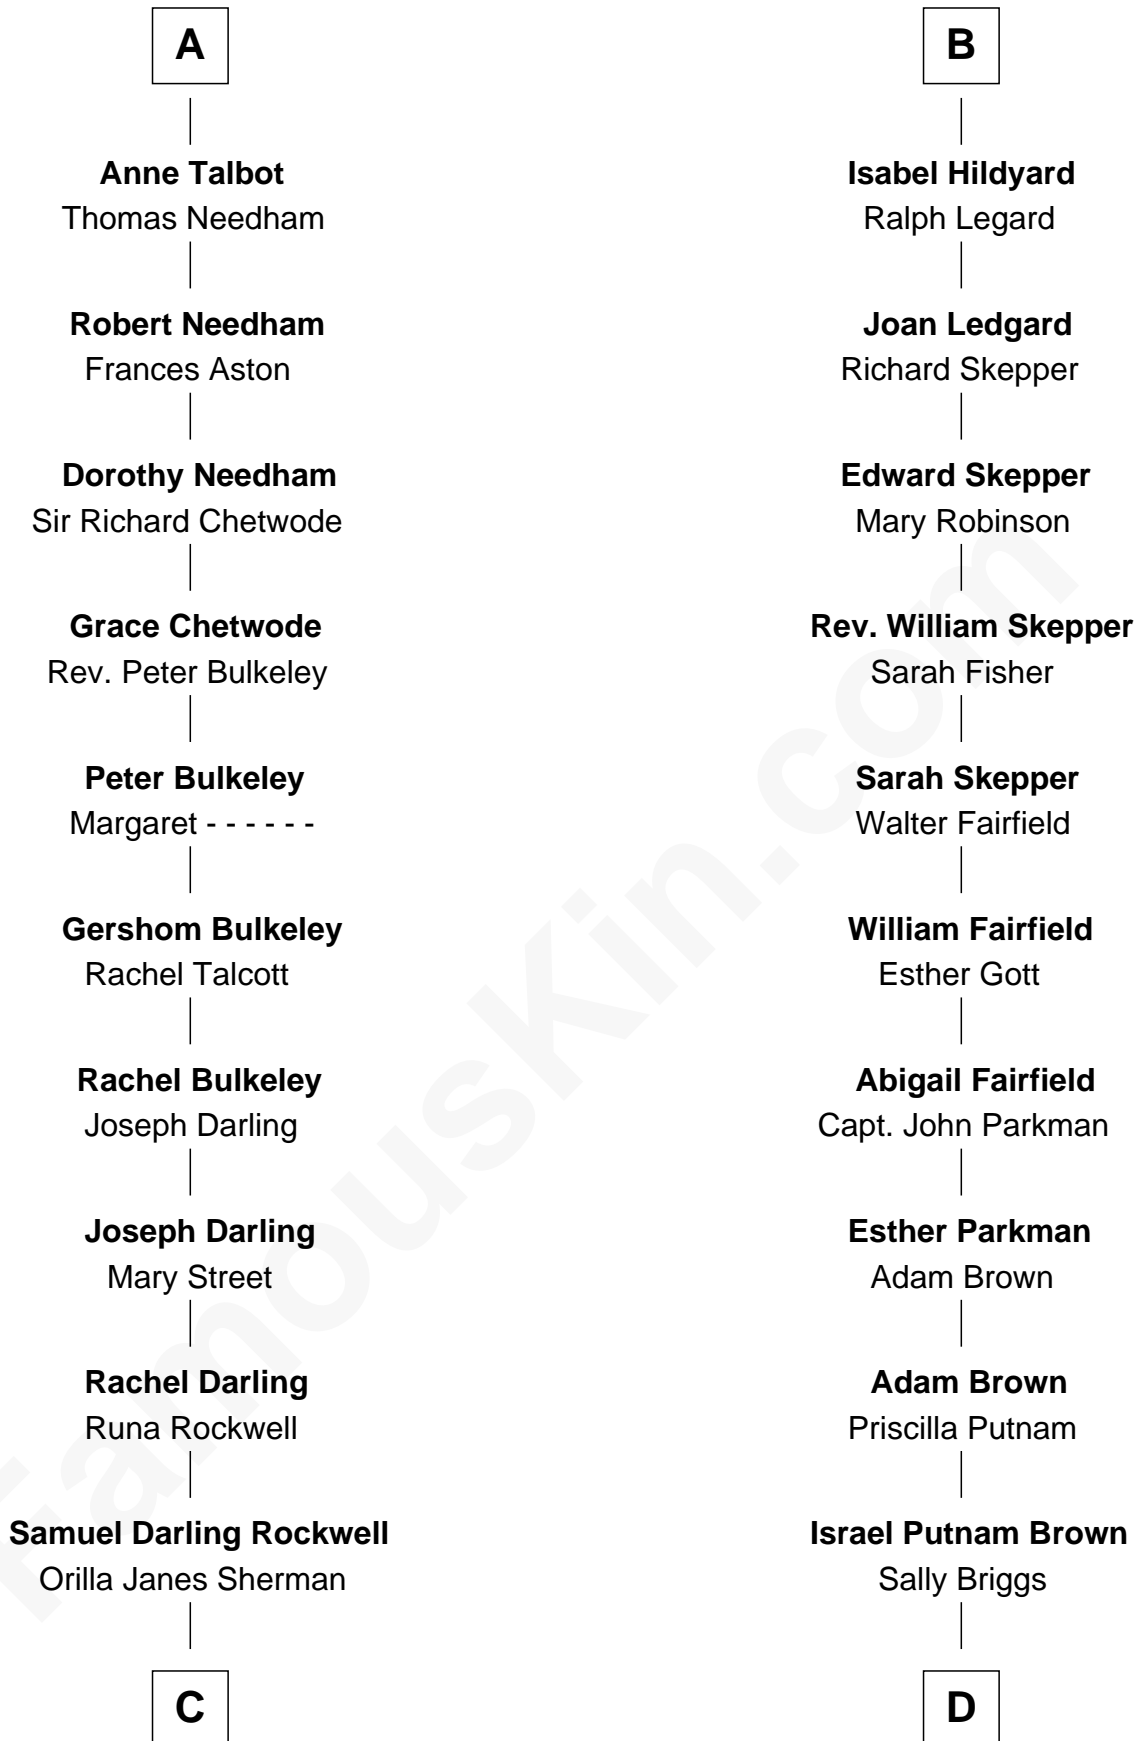 A
Anne Talbot
Thomas Needham
Robert Needham
Frances Aston
Dorothy Needham
Sir Richard Chetwode
Grace Chetwode
Rev. Peter Bulkeley
Peter Bulkeley
Margaret - - - - - -
Gershom Bulkeley
Rachel Talcott
Rachel Bulkeley
Joseph Darling
Joseph Darling
Mary Street
Rachel Darling
Runa Rockwell
Samuel Darling Rockwell
Orilla Janes Sherman
C
B
Isabel Hildyard
Ralph Legard
Joan Ledgard
Richard Skepper
Edward Skepper
Mary Robinson
Rev. William Skepper
Sarah Fisher
Sarah Skepper
Walter Fairfield
William Fairfield
Esther Gott
Abigail Fairfield
Capt. John Parkman
Esther Parkman
Adam Brown
Adam Brown
Priscilla Putnam
Israel Putnam Brown
Sally Briggs
D
FamousKin.com